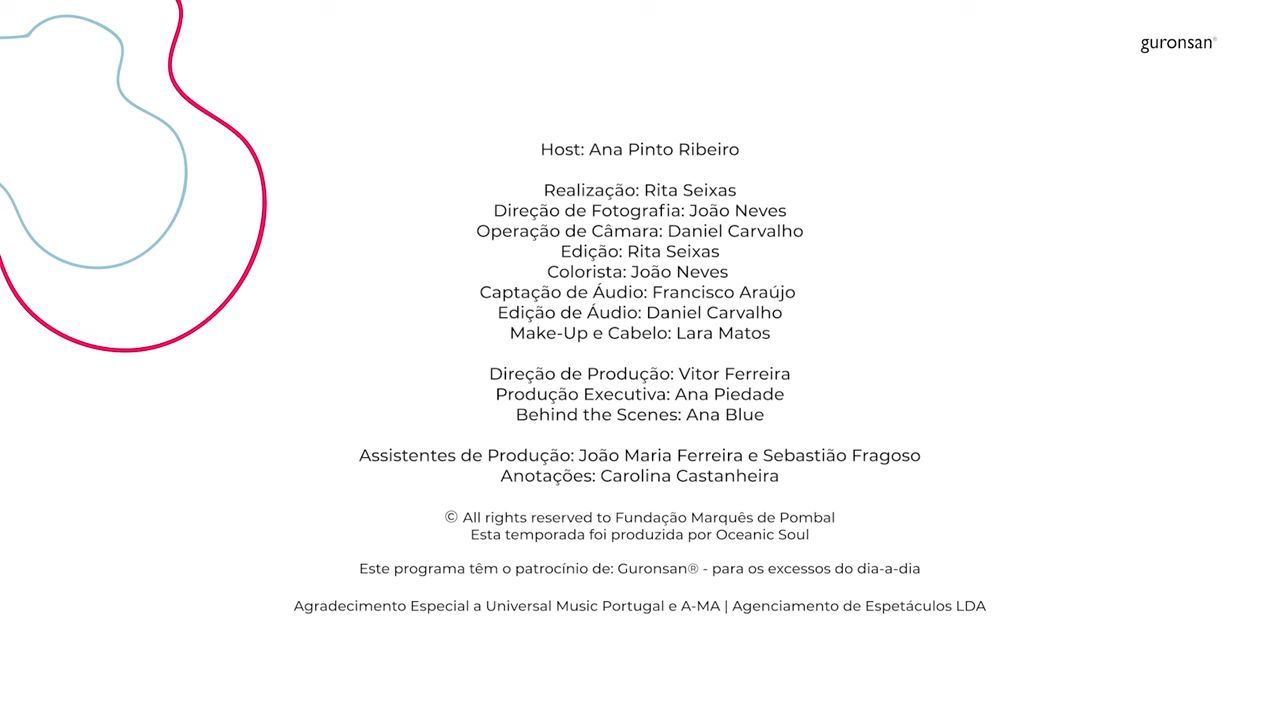 guronsan®
Host: Ana Pinto Ribeiro
Realização: Rita Seixas
Direção de Fotografia: João Neves
Operação de Câmara: Daniel Carvalho
Edição: Rita Seixas
Colorista: João Neves
Captação de Áudio: Francisco Araújo
Edição de Áudio: Daniel Carvalho
Make-Up e Cabelo: Lara Matos
Direção de Produção: Vitor Ferreira
Produção Executiva: Ana Piedade
Behind the Scenes: Ana Blue
Assistentes de Produção: João Maria Ferreira e Sebastião Fragoso
Anotações: Carolina Castanheira
© All rights reserved to Fundação Marquês de Pombal
Esta temporada foi produzida por Oceanic Soul
Este programa têm o patrocínio de: Guronsan® - para os excessos do dia-a-dia
Agradecimento Especial a Universal Music Portugal e A-MA | Agenciamento de Espetáculos LDA